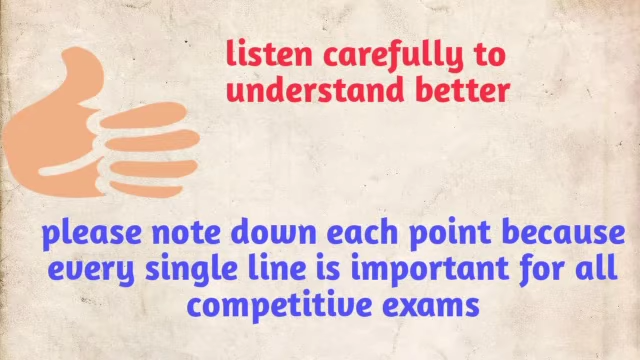 listen carefully to
understand better
please note down each point because
every single line is important for all
competitive exams